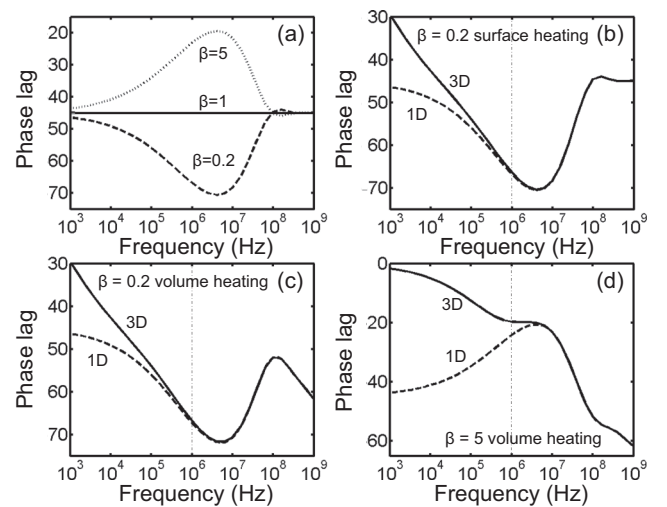 (a)
20
30
40
50
60
70
Phase lag
β=5
β=1
β=0.2
10³ 10⁴ 10⁵ 10⁶ 10⁷ 10⁸ 10⁹
Frequency (Hz)
(b)
β = 0.2 surface heating
30
50
-70
Phase lag
3D
1D
10³ 10⁴ 10⁵ 10⁶ 10⁷ 10⁸ 10⁹
Frequency (Hz)
(c)
β = 0.2 volume heating
30
40
50
60
70
Phase lag
3D
1D
10³ 10⁴ 10⁵ 10⁶ 10⁷ 10⁸ 10⁹
Frequency (Hz)
(d)
0
20
40
60
Phase lag
3D
1D
β = 5 volume heating
10³ 10⁴ 10⁵ 10⁶ 10⁷ 10⁸ 10⁹
Frequency (Hz)